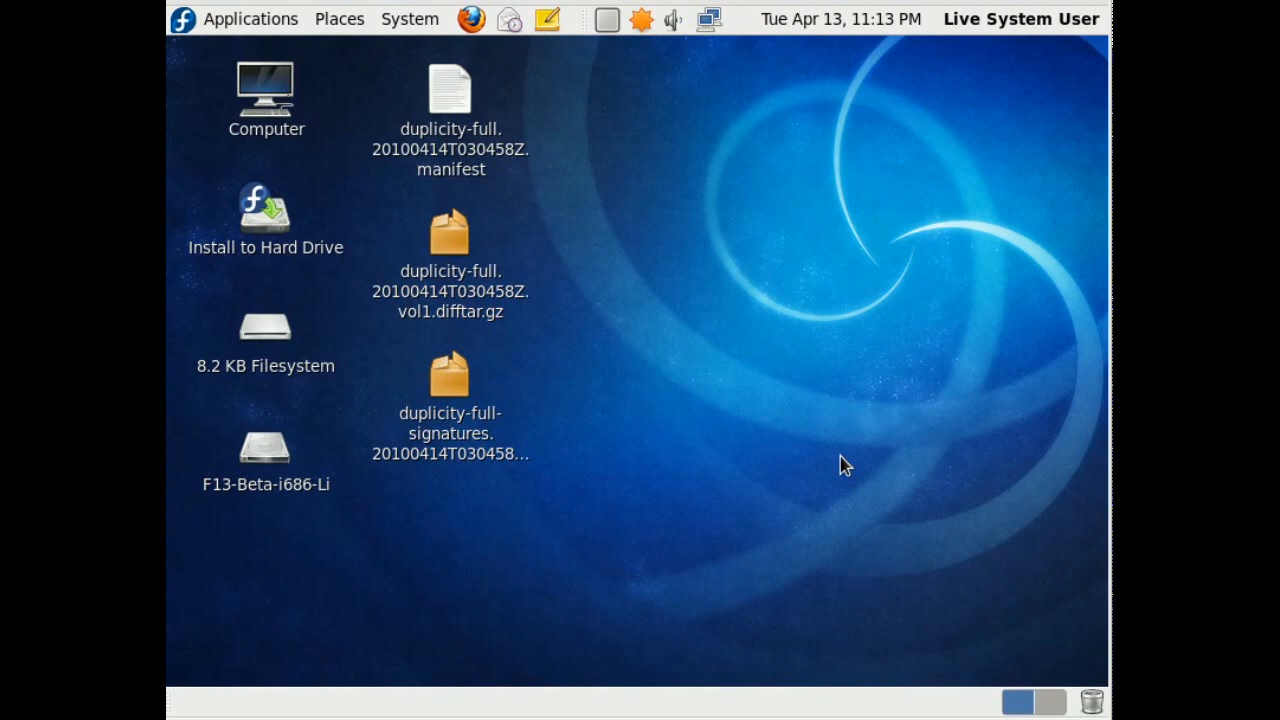 Applications Places System Tue Apr 13, 11:13 PM Live System User
Computer
Install to Hard Drive
8.2 KB Filesystem
F13-Beta-i686-Li
duplicity-full.
20100414T030458Z.
manifest
duplicity-full.
20100414T030458Z.
vol1.difftar.gz
duplicity-full-
signatures.
20100414T030458...